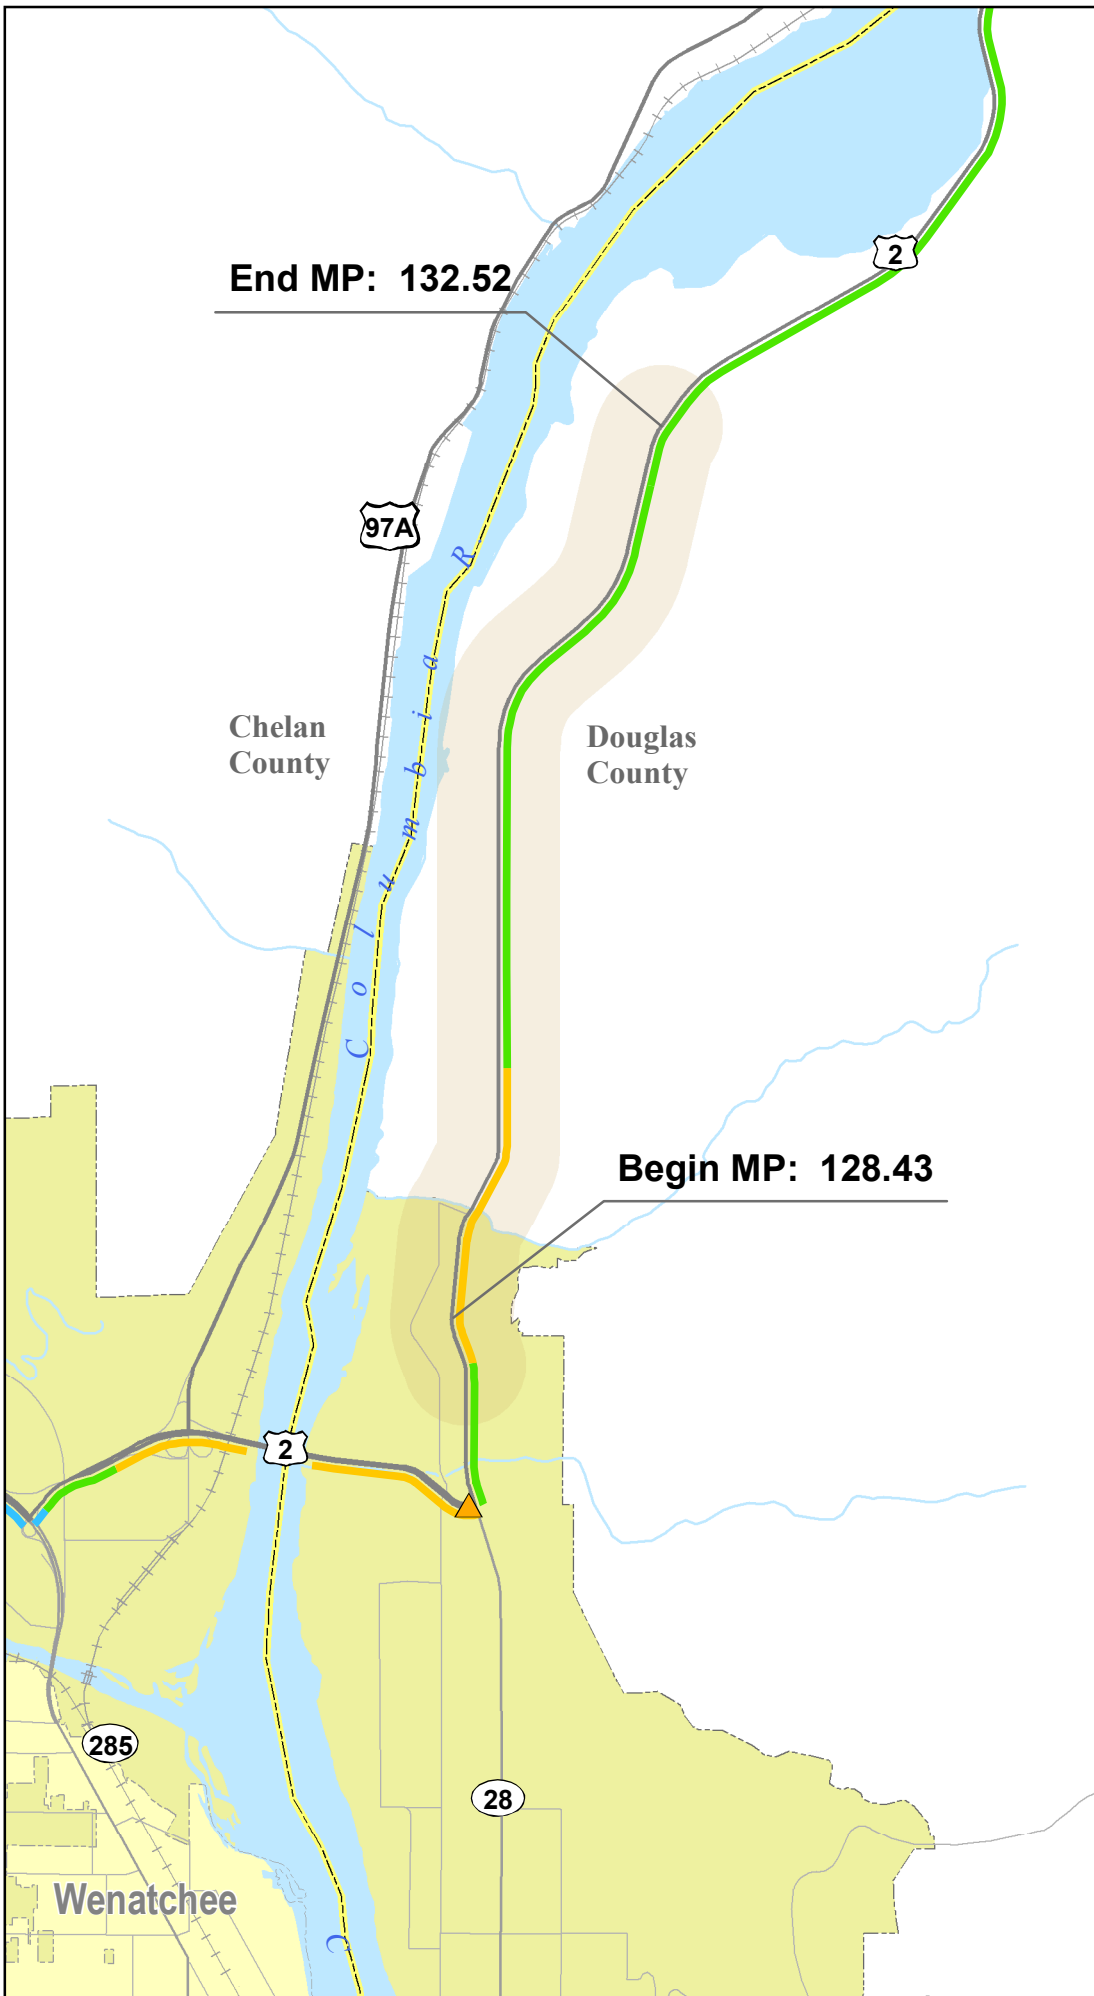 2
End MP: 132.52
97A
R.
Chelan
County
Douglas
County
Columbia
Begin MP: 128.43
2
285
28
Wenatchee
C